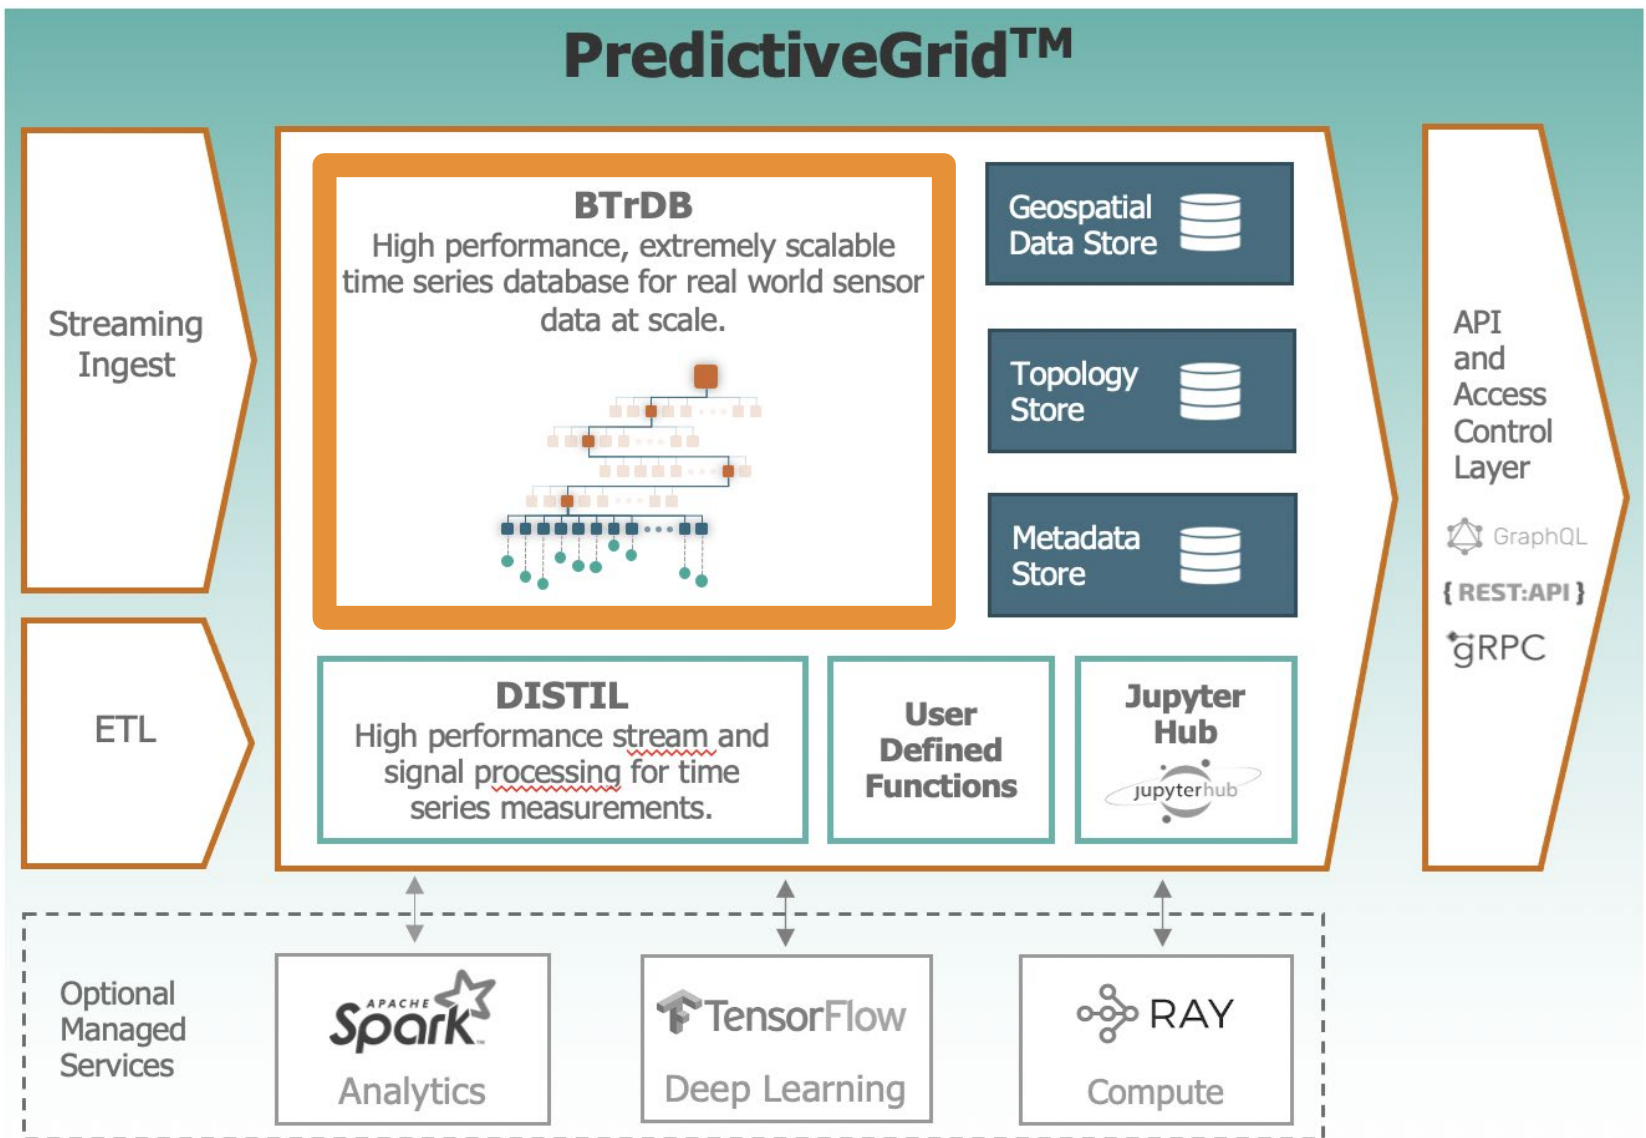 PredictiveGrid™
Streaming
Ingest
ETL
BTrDB
High performance, extremely scalable
time series database for real world sensor
data at scale.
Geospatial
Data Store
Topology
Store
Metadata
Store
DISTIL
High performance stream and
signal processing for time
series measurements.
User
Defined
Functions
Jupyter
Hub
jupyterhub
API
and
Access
Control
Layer
GraphQL
{ REST:API }
gRPC
Optional
Managed
Services
APACHE
Spark™
Analytics
TensorFlow
Deep Learning
RAY
Compute